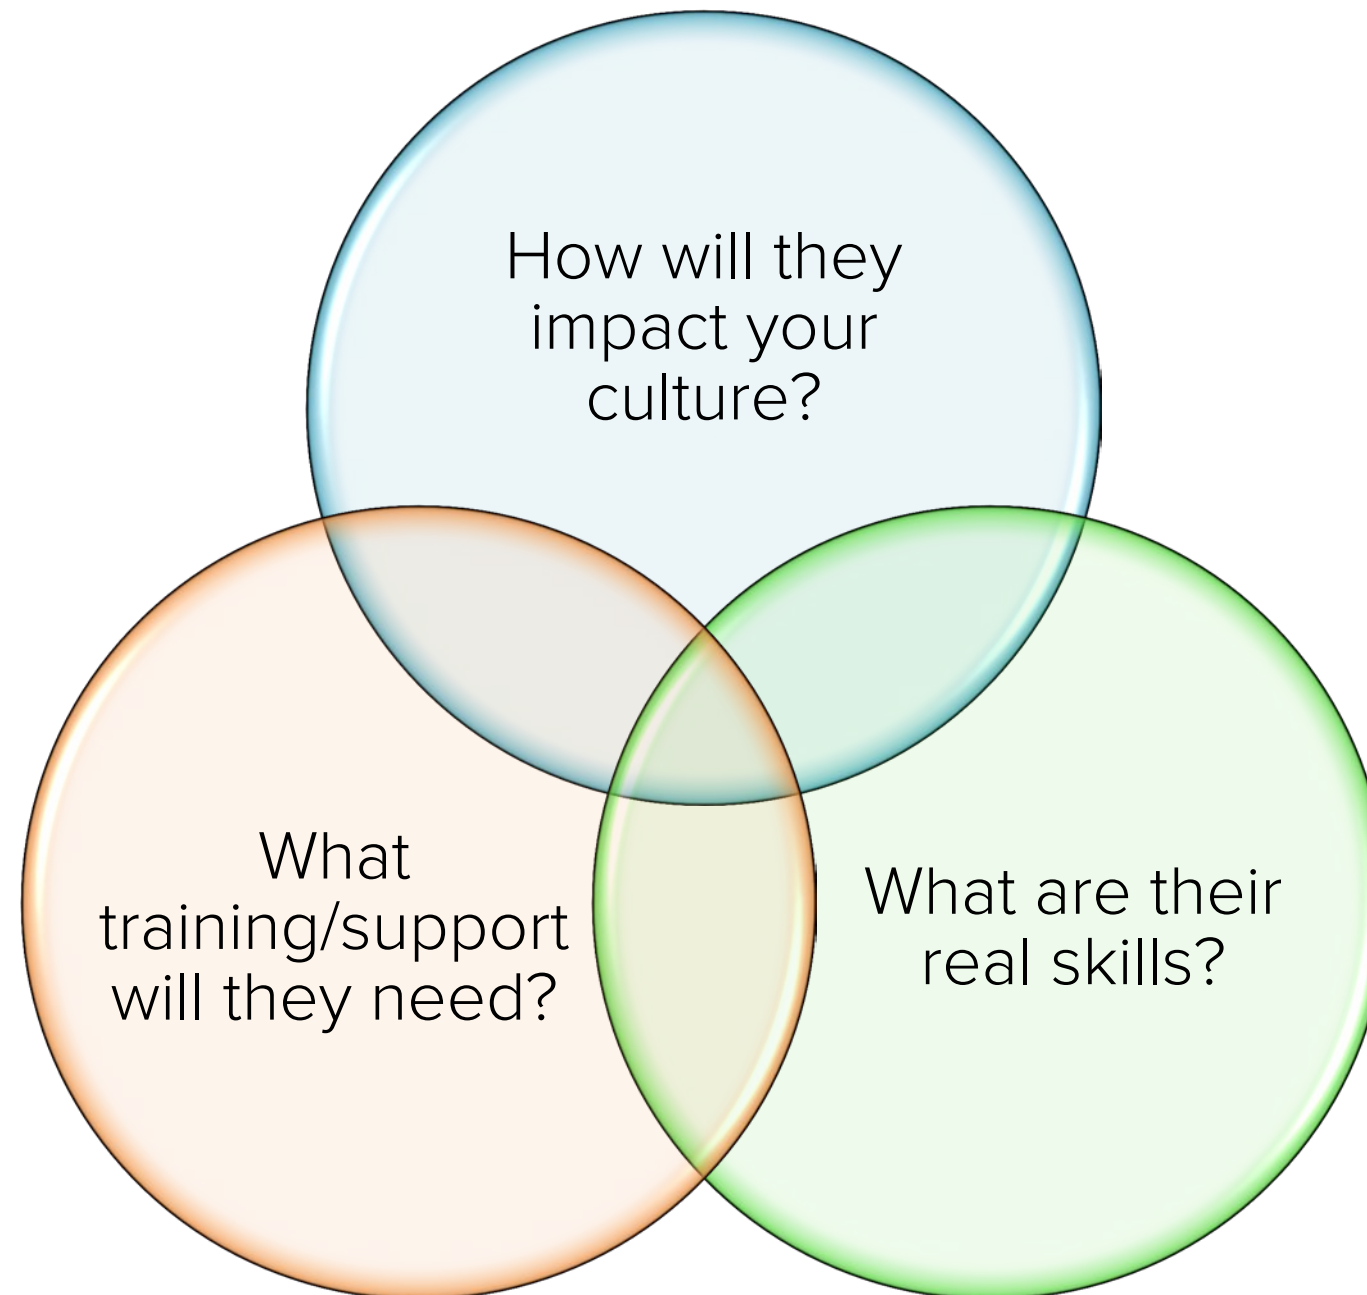 How will they
impact your
culture?
What
training/support
will they need?
What are their
real skills?